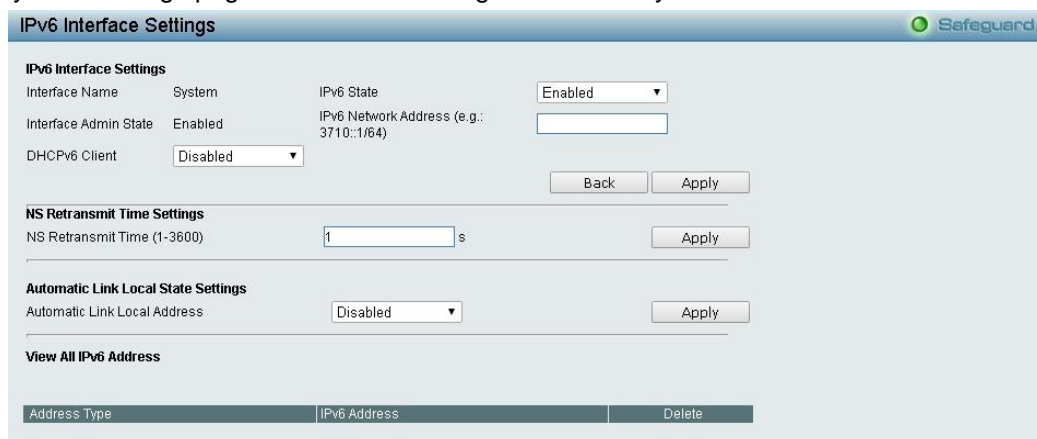 IPv6 Interface Settings
Safeguard
IPv6 Interface Settings
Interface Name System IPv6 State Enabled
Interface Admin State Enabled IPv6 Network Address (e.g.:
3710::1/64)
DHCPv6 Client Disabled
Back Apply
NS Retransmit Time Settings
NS Retransmit Time (1-3600) 1 s Apply
Automatic Link Local State Settings
Automatic Link Local Address Disabled Apply
View All IPv6 Address
Address Type IPv6 Address Delete